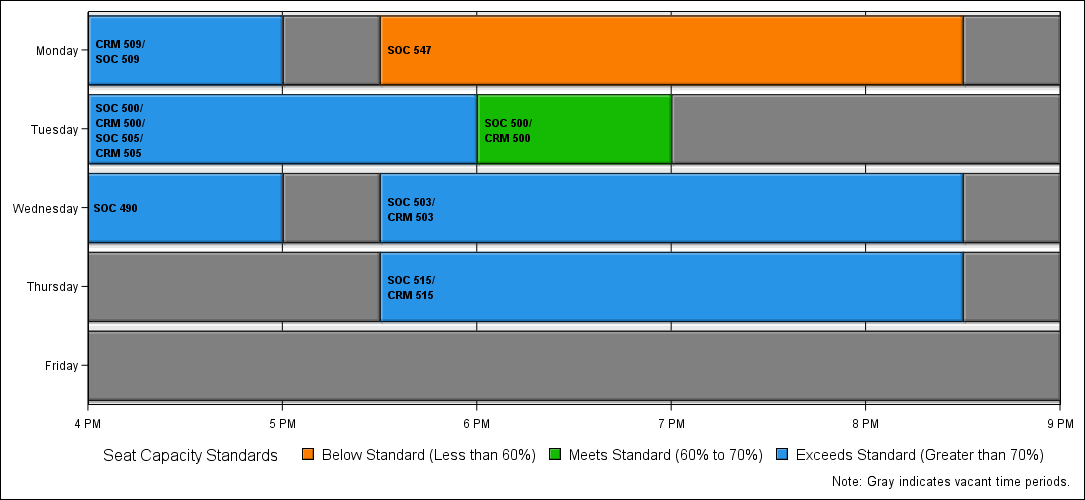 Monday
CRM 509/
SOC 509
SOC 547
Tuesday
SOC 500/
CRM 500/
SOC 505/
CRM 505
SOC 500/
CRM 500
Wednesday
SOC 490
SOC 503/
CRM 503
Thursday
SOC 515/
CRM 515
Friday
4 PM 5 PM 6 PM 7 PM 8 PM 9 PM
Seat Capacity Standards Below Standard (Less than 60%) Meets Standard (60% to 70%) Exceeds Standard (Greater than 70%)
Note: Gray indicates vacant time periods.